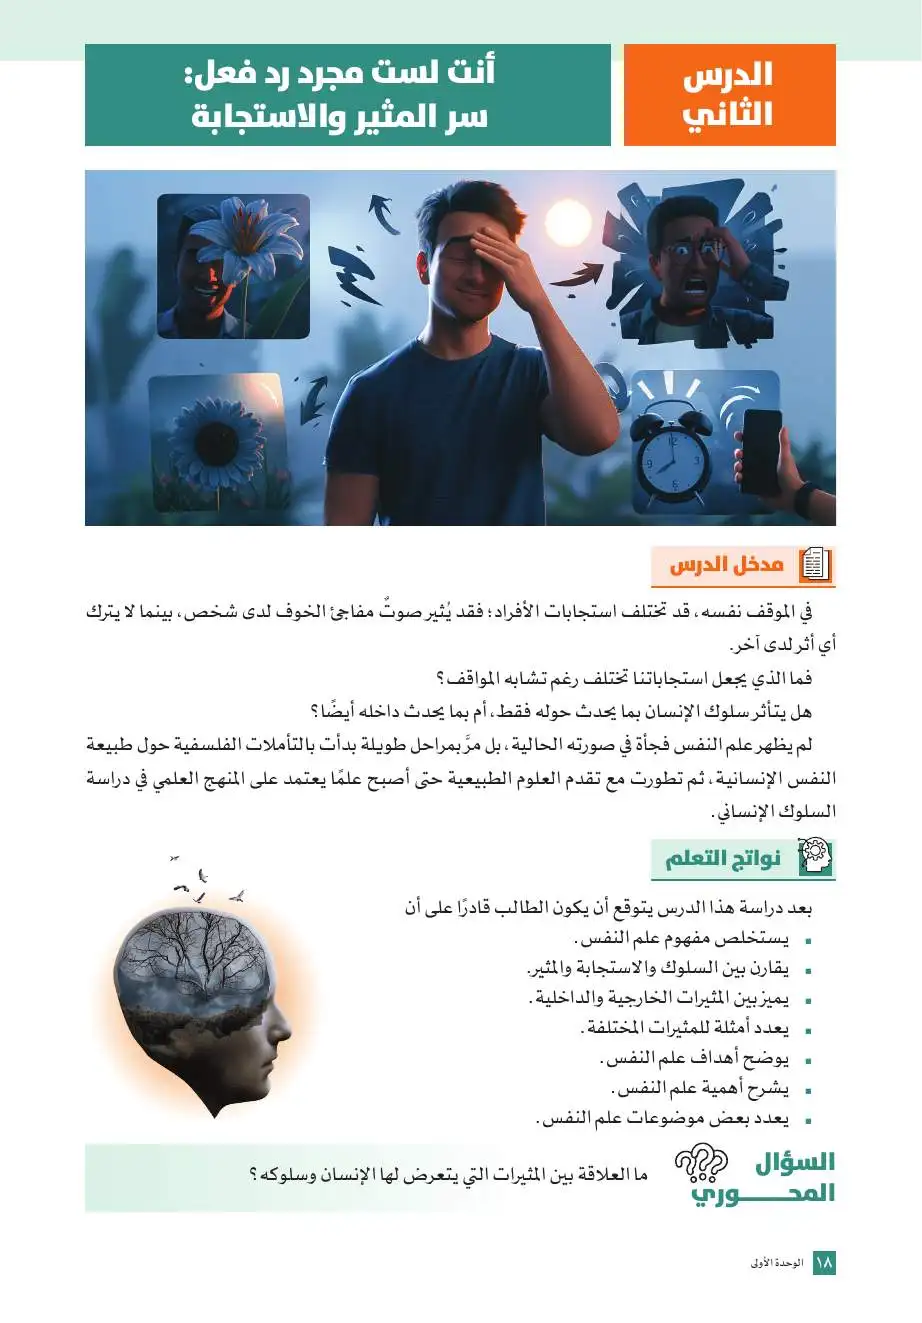 الدرس
الثاني
أنت لست مجرد رد فعل:
سر المثير والاستجابة
مدخل الدرس
في الموقف نفسه، قد تختلف استجابات الأفراد؛ فقد يُثير صوتٌ مفاجئ الخوف لدى شخص، بينما لا يترك
أي أثر لدى آخر.
فما الذي يجعل استجاباتنا تختلف رغم تشابه المواقف؟
هل يتأثر سلوك الإنسان بما يحدث حوله فقط، أم بما يحدث داخله أيضًا؟
لم يظهر علم النفس فجأة في صورته الحالية، بل مرَّ بمراحل طويلة بدأت بالتأملات الفلسفية حول طبيعة
النفس الإنسانية، ثم تطورت مع تقدم العلوم الطبيعية حتى أصبح علمًا يعتمد على المنهج العلمي في دراسة
السلوك الإنساني.
نواتج التعلم
بعد دراسة هذا الدرس يتوقع أن يكون الطالب قادرًا على أن
▪ يستخلص مفهوم علم النفس.
▪ يقارن بين السلوك والاستجابة والمثير.
▪ يميز بين المثيرات الخارجية والداخلية.
▪ يعدد أمثلة للمثيرات المختلفة.
▪ يوضح أهداف علم النفس.
▪ يشرح أهمية علم النفس.
▪ يعدد بعض موضوعات علم النفس.
السؤال
المحـــــوري
ما العلاقة بين المثيرات التي يتعرض لها الإنسان وسلوكه؟
١٨ الوحدة الأولى